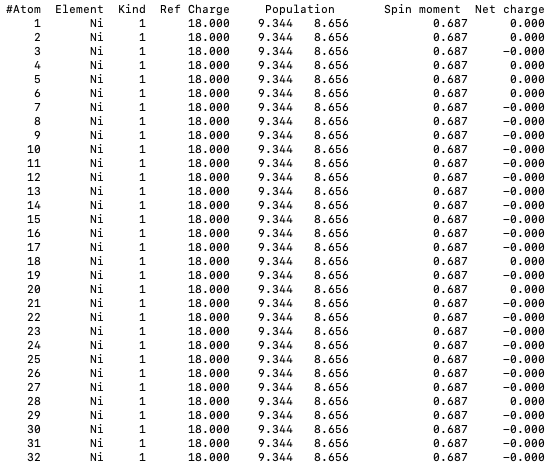 #Atom  Element  Kind  Ref Charge     Population       Spin moment  Net charge
1       Ni     1      18.000    9.344   8.656            0.687      0.000
2       Ni     1      18.000    9.344   8.656            0.687      0.000
3       Ni     1      18.000    9.344   8.656            0.687     −0.000
4       Ni     1      18.000    9.344   8.656            0.687      0.000
5       Ni     1      18.000    9.344   8.656            0.687      0.000
6       Ni     1      18.000    9.344   8.656            0.687      0.000
7       Ni     1      18.000    9.344   8.656            0.687     −0.000
8       Ni     1      18.000    9.344   8.656            0.687     −0.000
9       Ni     1      18.000    9.344   8.656            0.687     −0.000
10       Ni     1      18.000    9.344   8.656            0.687     −0.000
11       Ni     1      18.000    9.344   8.656            0.687     −0.000
12       Ni     1      18.000    9.344   8.656            0.687     −0.000
13       Ni     1      18.000    9.344   8.656            0.687     −0.000
14       Ni     1      18.000    9.344   8.656            0.687     −0.000
15       Ni     1      18.000    9.344   8.656            0.687     −0.000
16       Ni     1      18.000    9.344   8.656            0.687     −0.000
17       Ni     1      18.000    9.344   8.656            0.687     −0.000
18       Ni     1      18.000    9.344   8.656            0.687      0.000
19       Ni     1      18.000    9.344   8.656            0.687     −0.000
20       Ni     1      18.000    9.344   8.656            0.687      0.000
21       Ni     1      18.000    9.344   8.656            0.687     −0.000
22       Ni     1      18.000    9.344   8.656            0.687     −0.000
23       Ni     1      18.000    9.344   8.656            0.687     −0.000
24       Ni     1      18.000    9.344   8.656            0.687     −0.000
25       Ni     1      18.000    9.344   8.656            0.687     −0.000
26       Ni     1      18.000    9.344   8.656            0.687     −0.000
27       Ni     1      18.000    9.344   8.656            0.687     −0.000
28       Ni     1      18.000    9.344   8.656            0.687      0.000
29       Ni     1      18.000    9.344   8.656            0.687     −0.000
30       Ni     1      18.000    9.344   8.656            0.687     −0.000
31       Ni     1      18.000    9.344   8.656            0.687     −0.000
32       Ni     1      18.000    9.344   8.656            0.687     −0.000